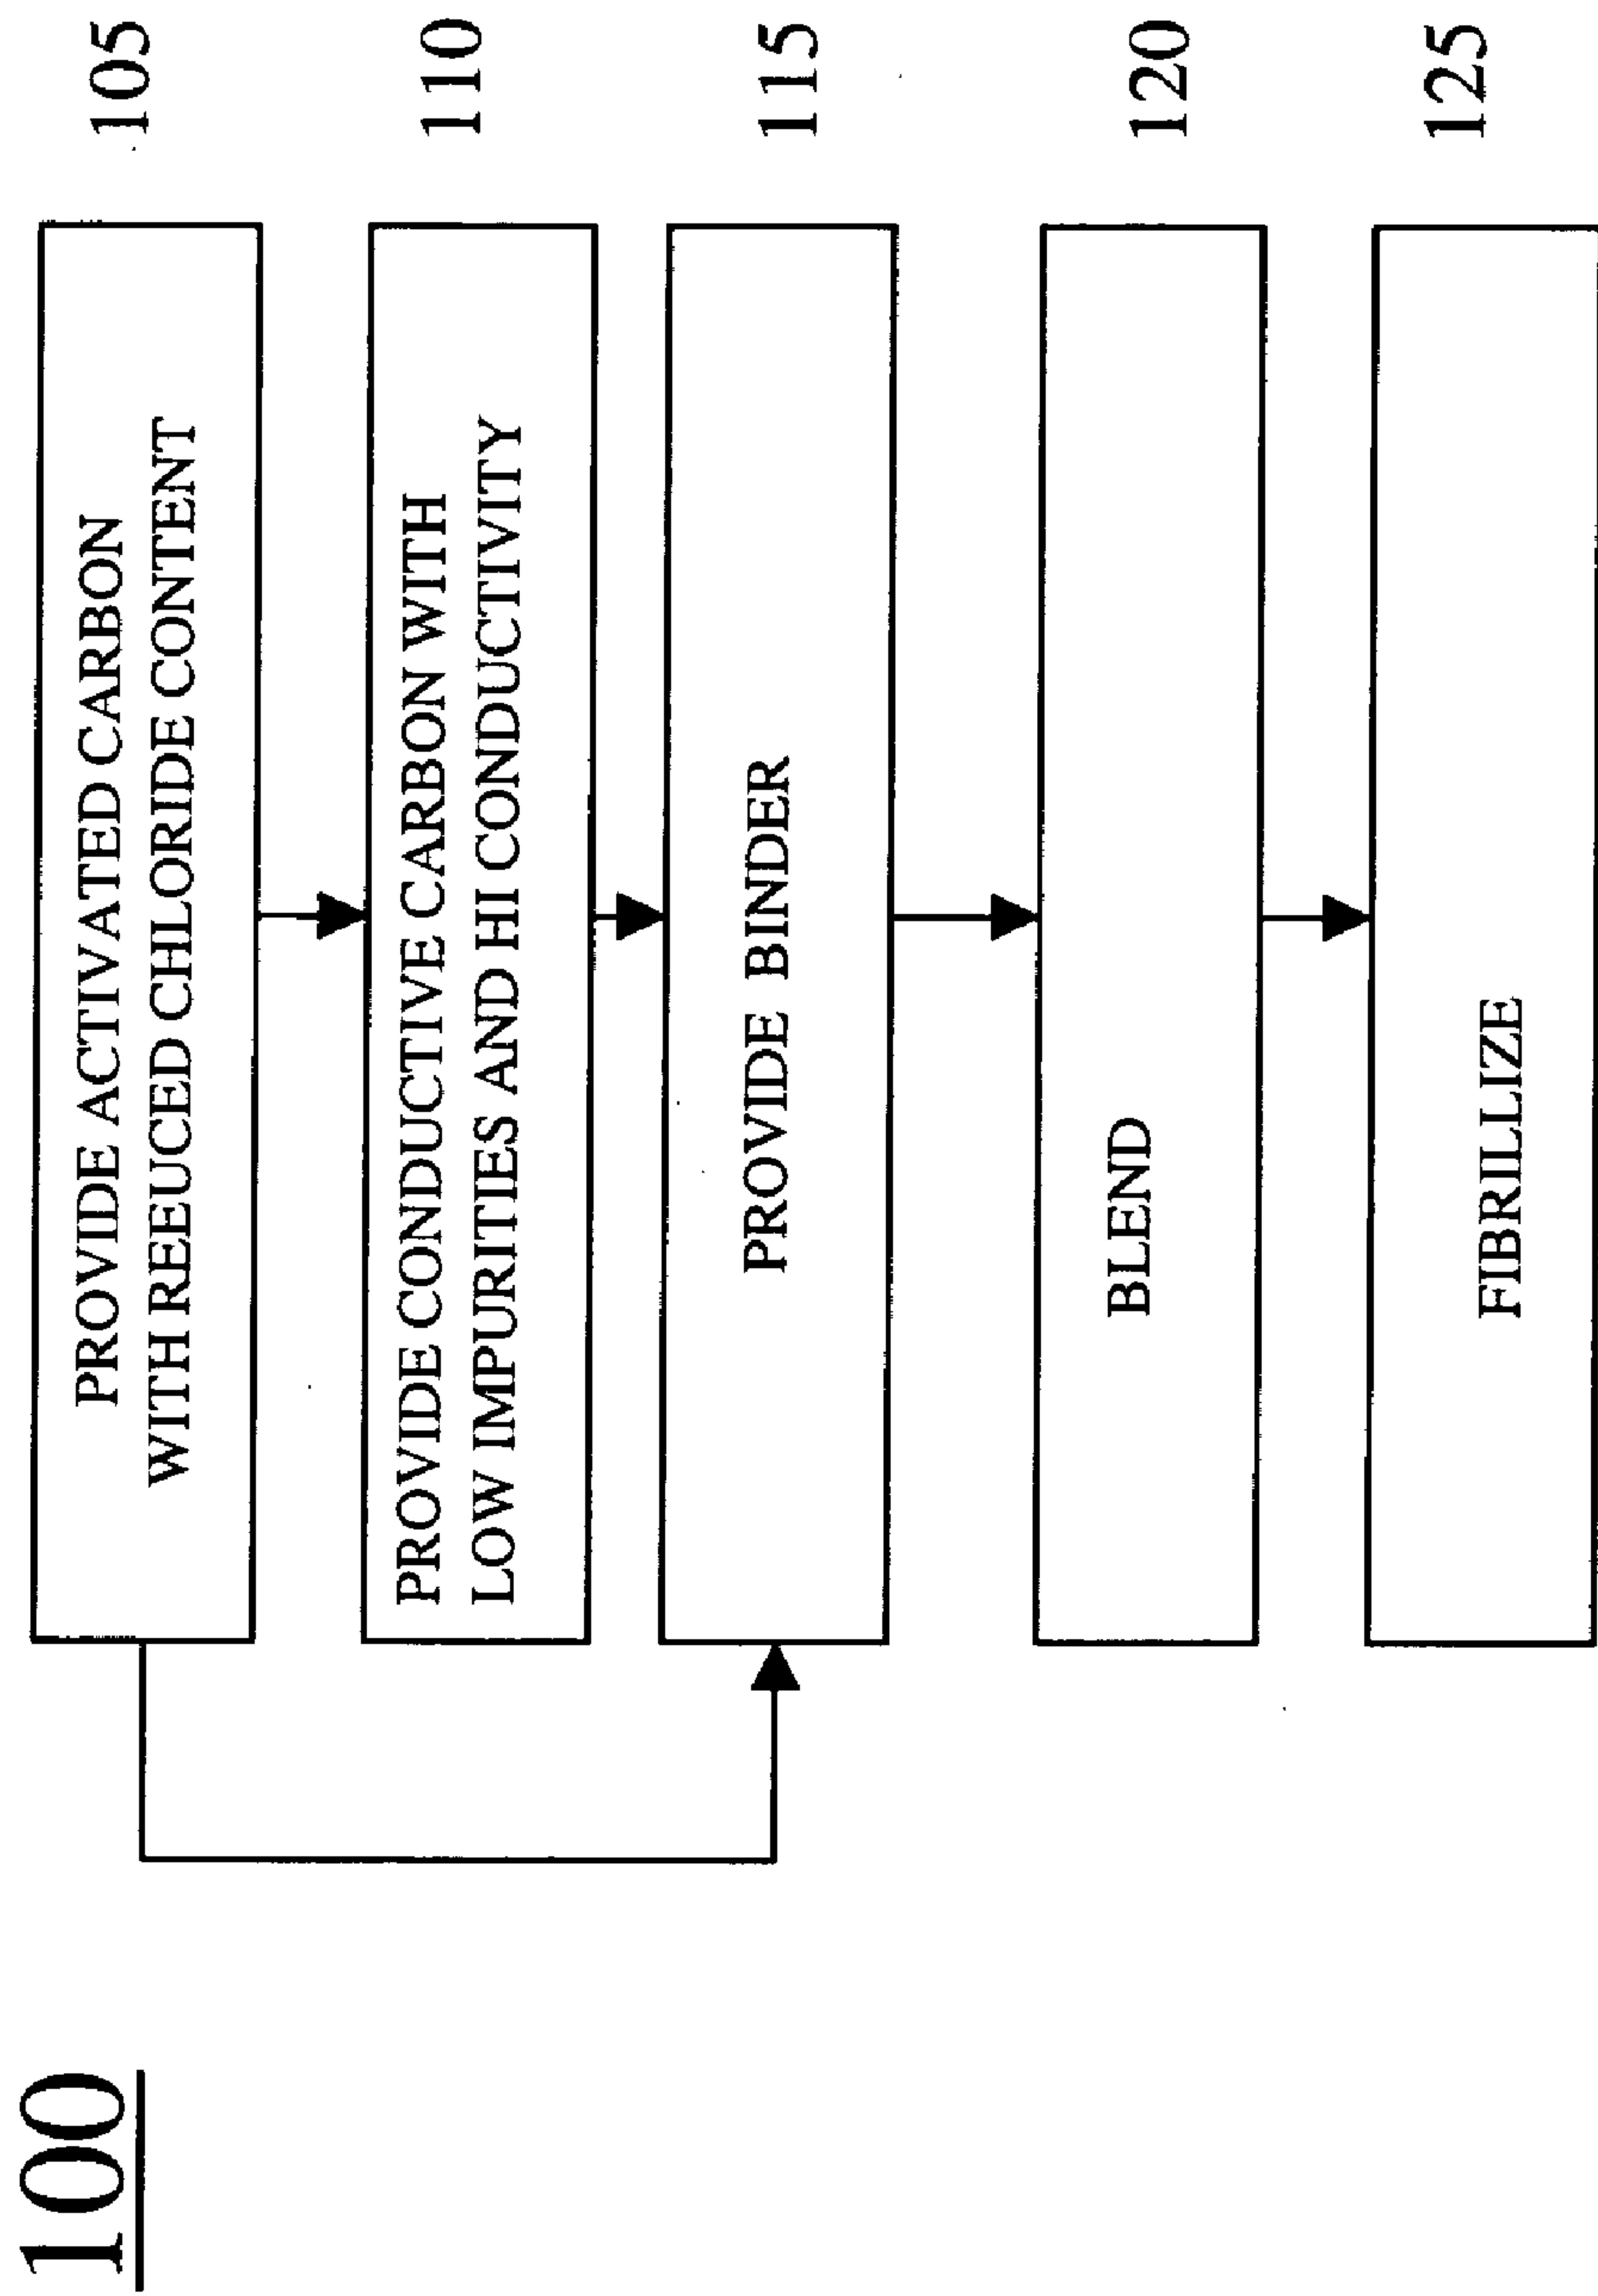 100
PROVIDE ACTIVATED CARBON
WITH REEUCED CHLORIDE CONTENT
105
PROVIDE CONDUCTIVE CARBON WITH
LOW IMPURITIES AND HI CONDUCTIVITY
110
PROVIDE BINDER
115
BLEND
120
FIBRILLIZE
125